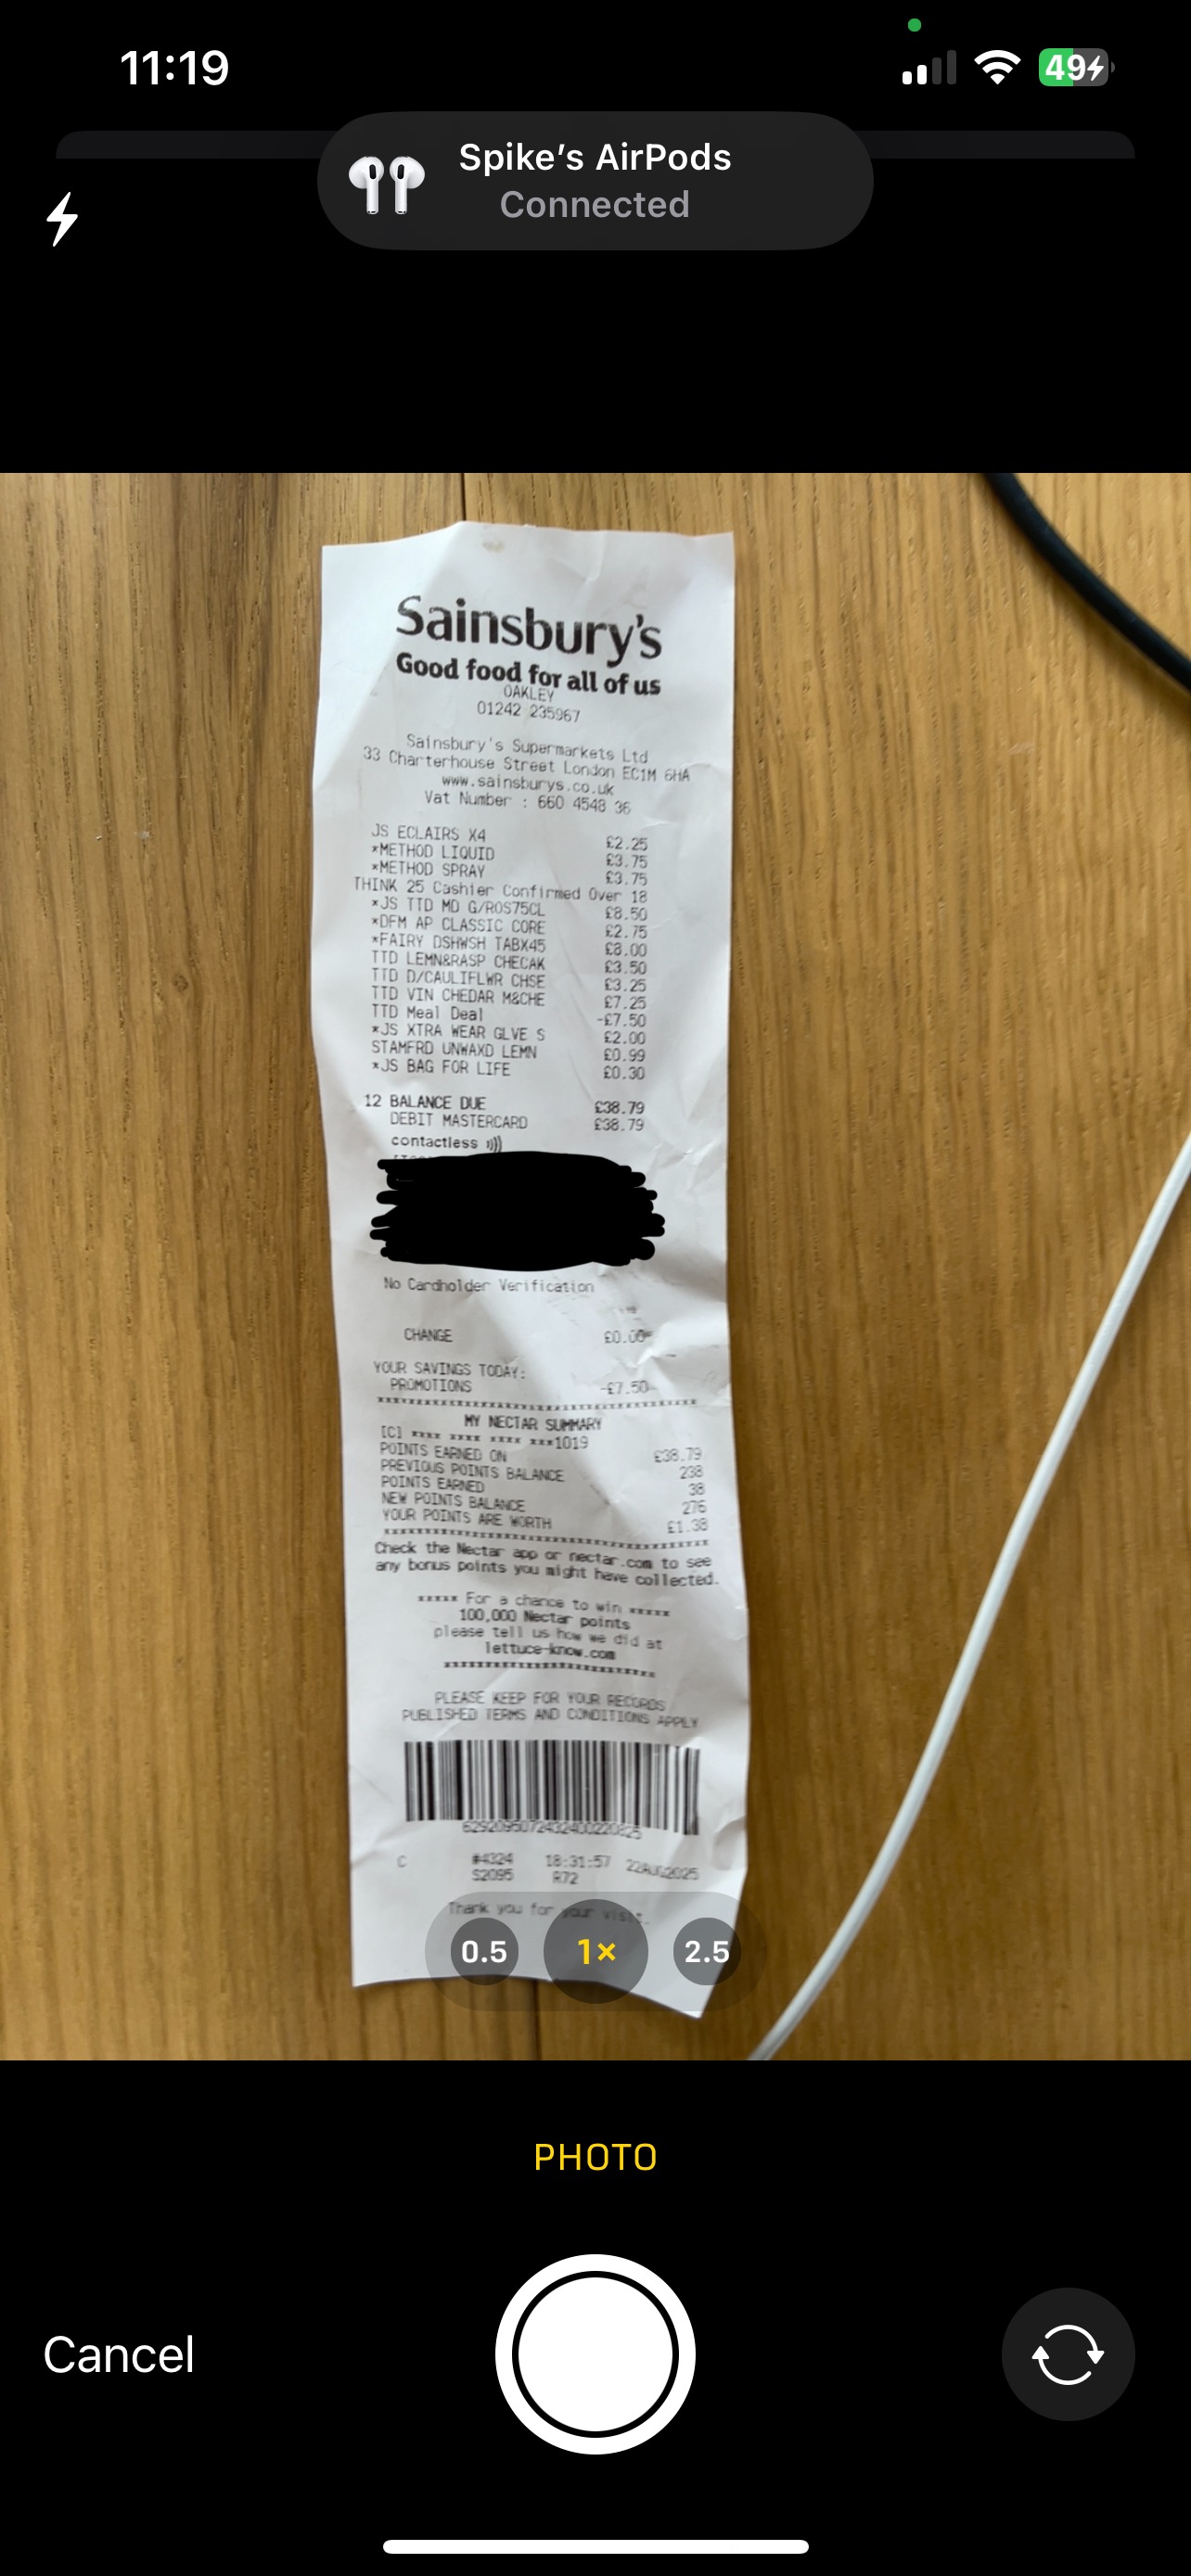 11:19
49
Spike's AirPods
Connected
Sainsbury's
Good food for all of us
OAKLEY
01242 235967
Sainsbury's Supermarkets Ltd
33 Charterhouse Street London EC1M 6HA
www.sainsburys.co.uk
Vat Number : 660 4548 36
JS ECLAIRS X4 £2.25
*METHOD LIQUID £3.75
*METHOD SPRAY £3.75
THINK 25 Cashier Confirmed Over 18
*JS TTD MD G/ROS75CL £8.50
*DFM AP CLASSIC CORE £2.75
*FAIRY DSHWSH TABX45 £8.00
TTD LEMN&RASP CHECAK £3.50
TTD D/CAULIFLWR CHSE £3.25
TTD VIN CHEDAR M&CHE £7.25
TTD Meal Deal -£7.50
*JS XTRA WEAR GLVE S £2.00
STAMFRD UNWAXD LEMN £0.99
*JS BAG FOR LIFE £0.30
12 BALANCE DUE £38.79
DEBIT MASTERCARD £38.79
contactless
No Cardholder Verification
CHANGE £0.00
YOUR SAVINGS TODAY:
PROMOTIONS -£7.50
*************************************
MY NECTAR SUMMARY
[C] **** **** **** ***1019
POINTS EARNED ON £38.79
PREVIOUS POINTS BALANCE 238
POINTS EARNED 38
NEW POINTS BALANCE 276
YOUR POINTS ARE WORTH £1.38
*************************************
Check the Nectar app or nectar.com to see
any bonus points you might have collected.
***** For a chance to win *****
100,000 Nectar points
please tell us how we did at
lettuce-know.com
***************************
PLEASE KEEP FOR YOUR RECORDS
PUBLISHED TERMS AND CONDITIONS APPLY
C #4324 18:31:57 22AUG2025
S2095 R72
Thank you for your visit.
0.5 1× 2.5
PHOTO
Cancel